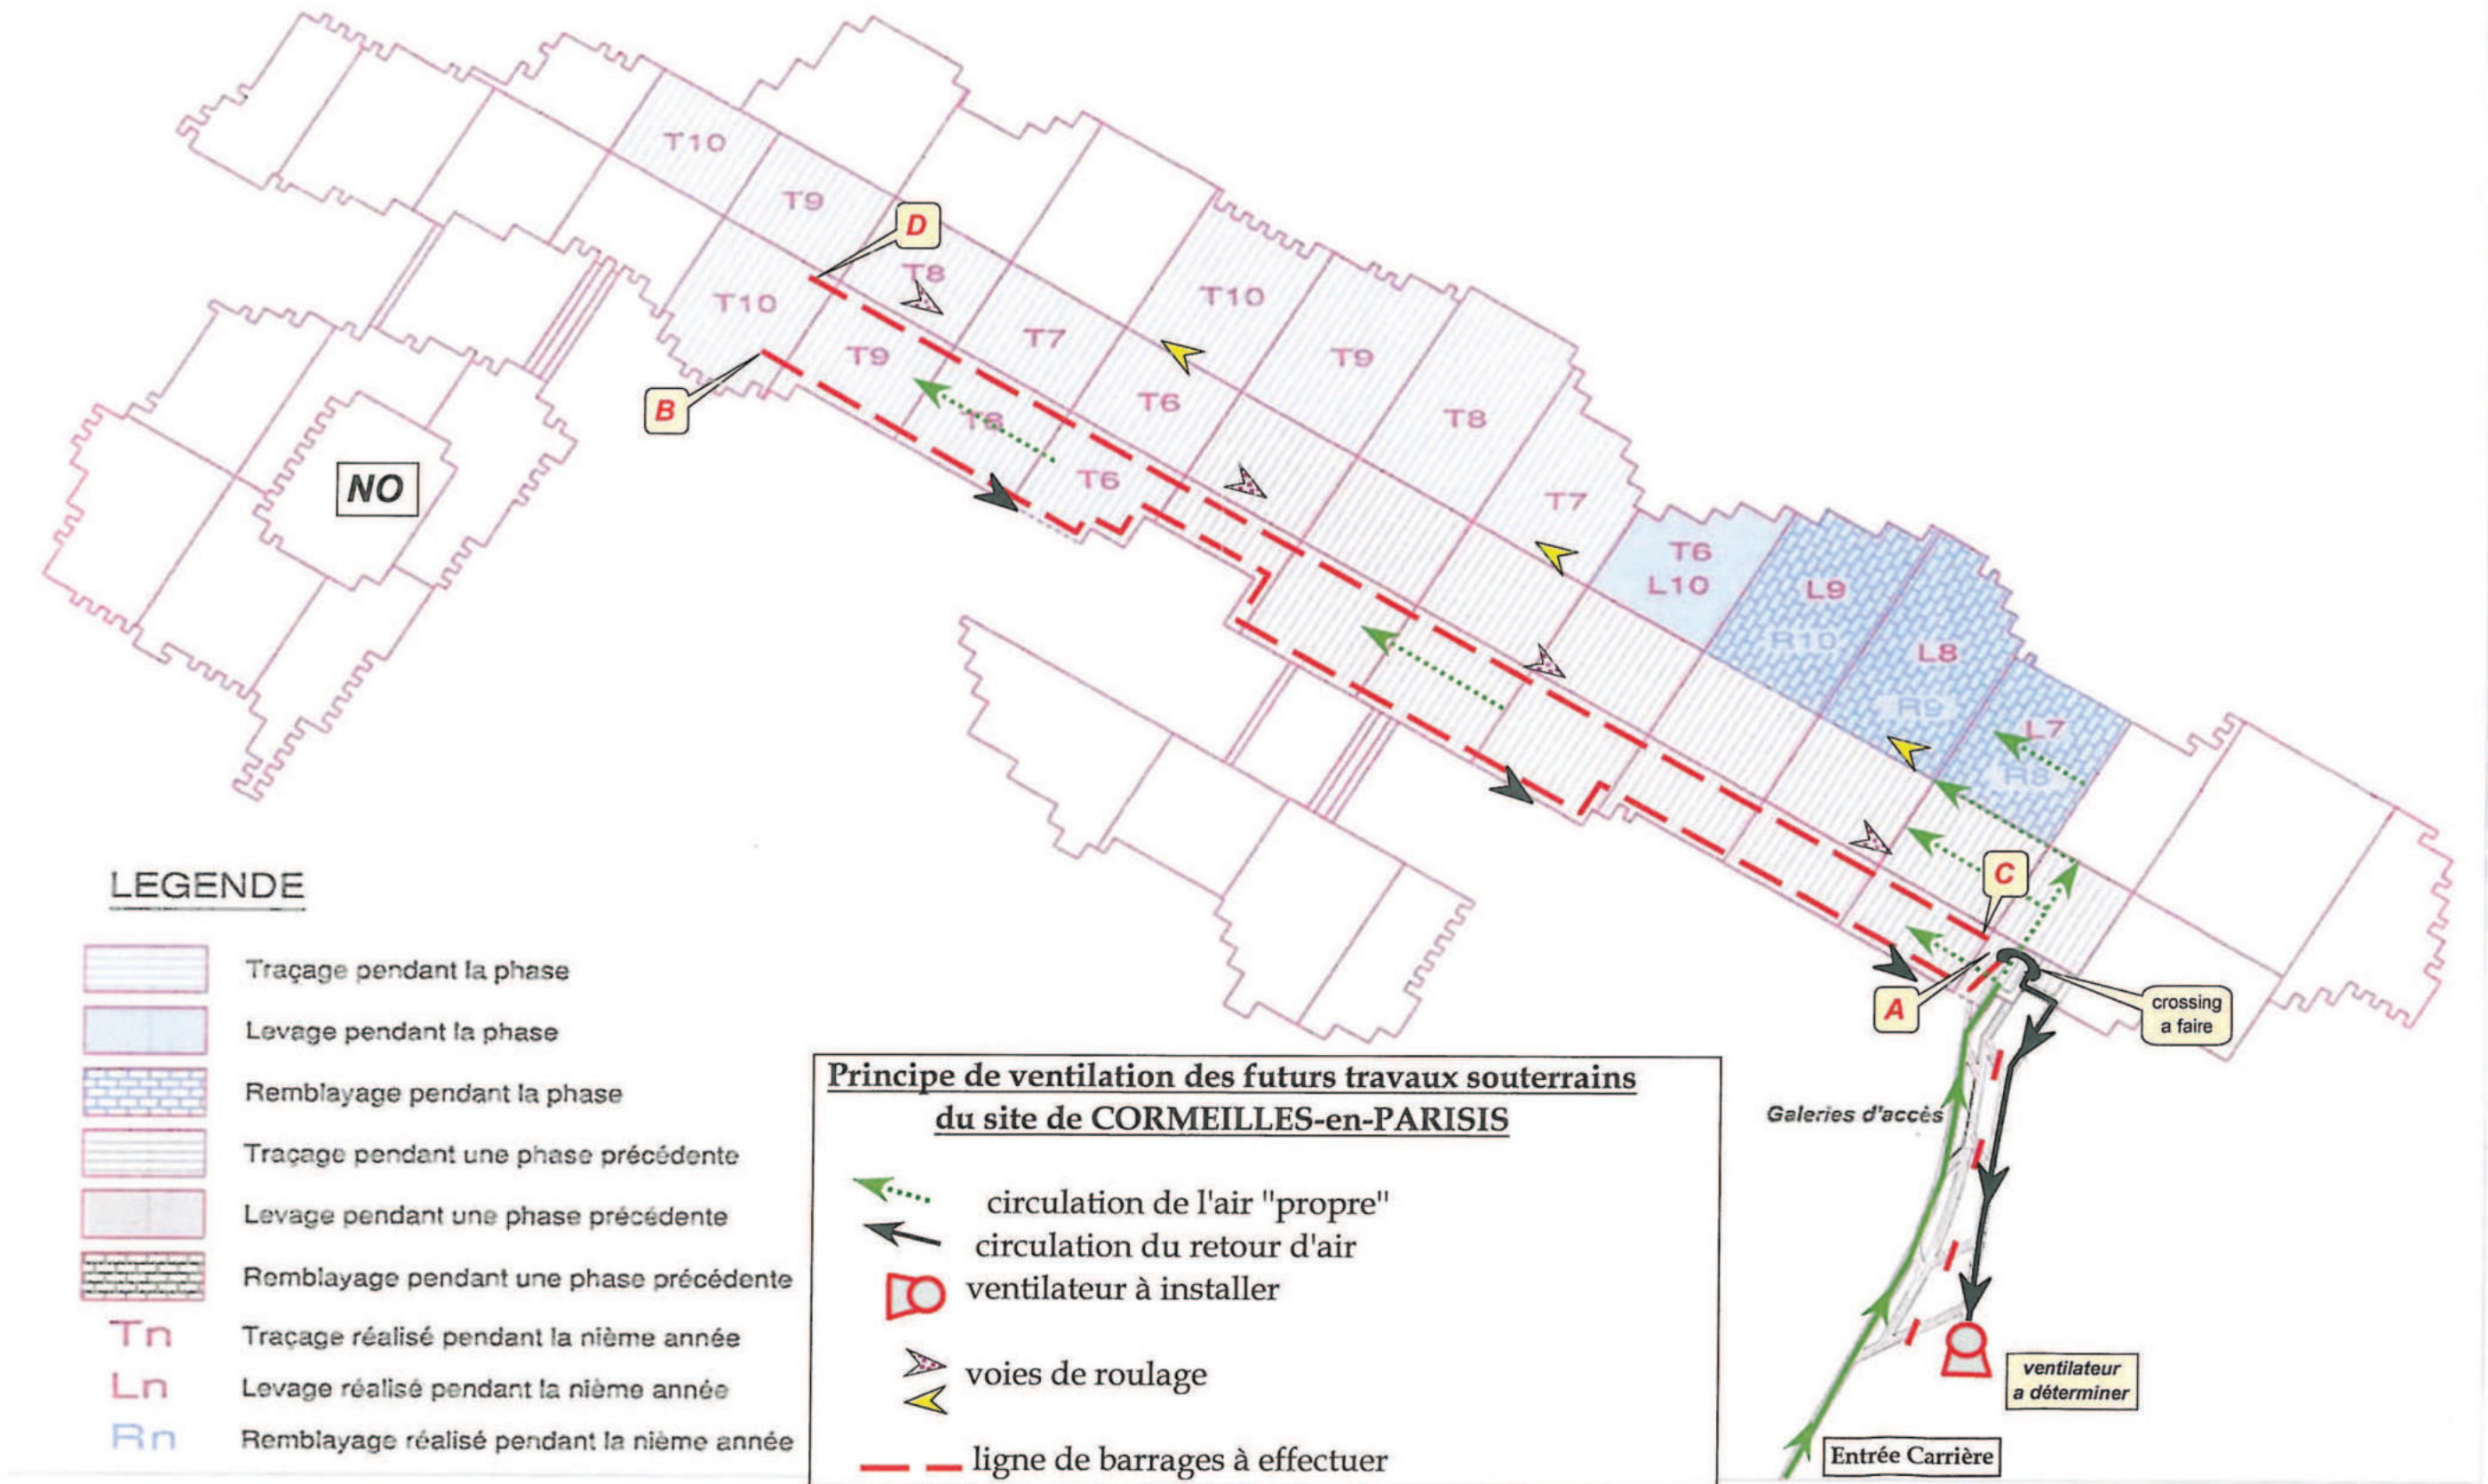 T10
T9
D
T8
T10
T10
T7
T9
T9
B
T6
T8
T8
T6
T7
NO
T6
L10
L9
R10
L8
R9
L7
R8
C
A
crossing
a faire
LEGENDE
Traçage pendant la phase
Levage pendant la phase
Remblayage pendant la phase
Traçage pendant une phase précédente
Levage pendant une phase précédente
Remblayage pendant une phase précédente
Tn Traçage réalisé pendant la nième année
Ln Levage réalisé pendant la nième année
Rn Remblayage réalisé pendant la nième année
Principe de ventilation des futurs travaux souterrains
du site de CORMEILLES-en-PARISIS
circulation de l'air "propre"
circulation du retour d'air
ventilateur à installer
voies de roulage
ligne de barrages à effectuer
Galeries d'accès
ventilateur
a déterminer
Entrée Carrière